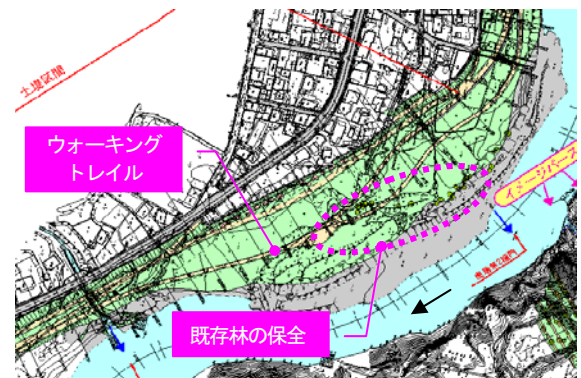 土堤区間
ウォーキング
トレイル
イメージパース
既存林の保全